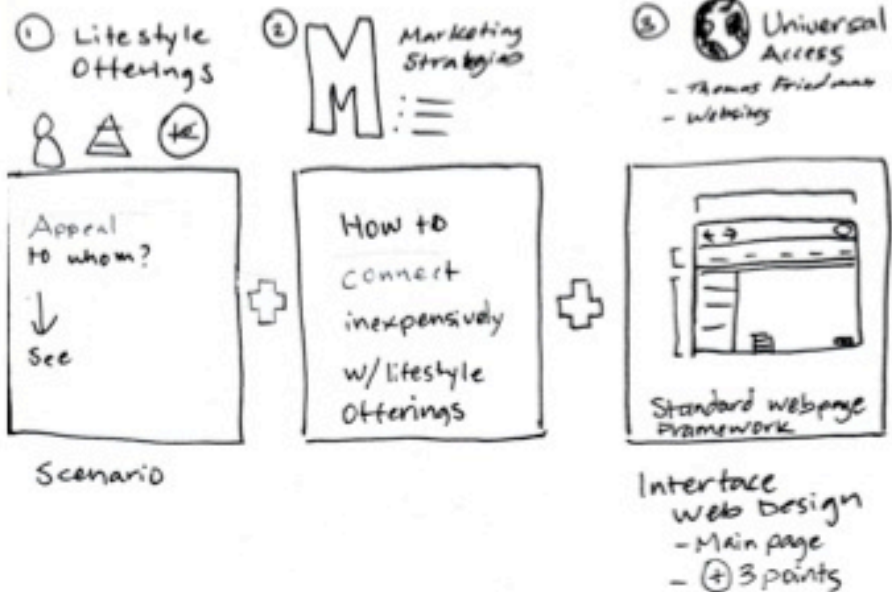 ① Lifestyle
Offerings
Appeal
to whom?
See
Scenario
②
M
M
Marketing
Strategies
How to
connect
inexpensively
w/lifestyle
Offerings
③ Universal
Access
- Thomas Friedman
- Websites
Standard webpage
Framework
Interface
Web Design
- Main page
- ⊕ 3 points